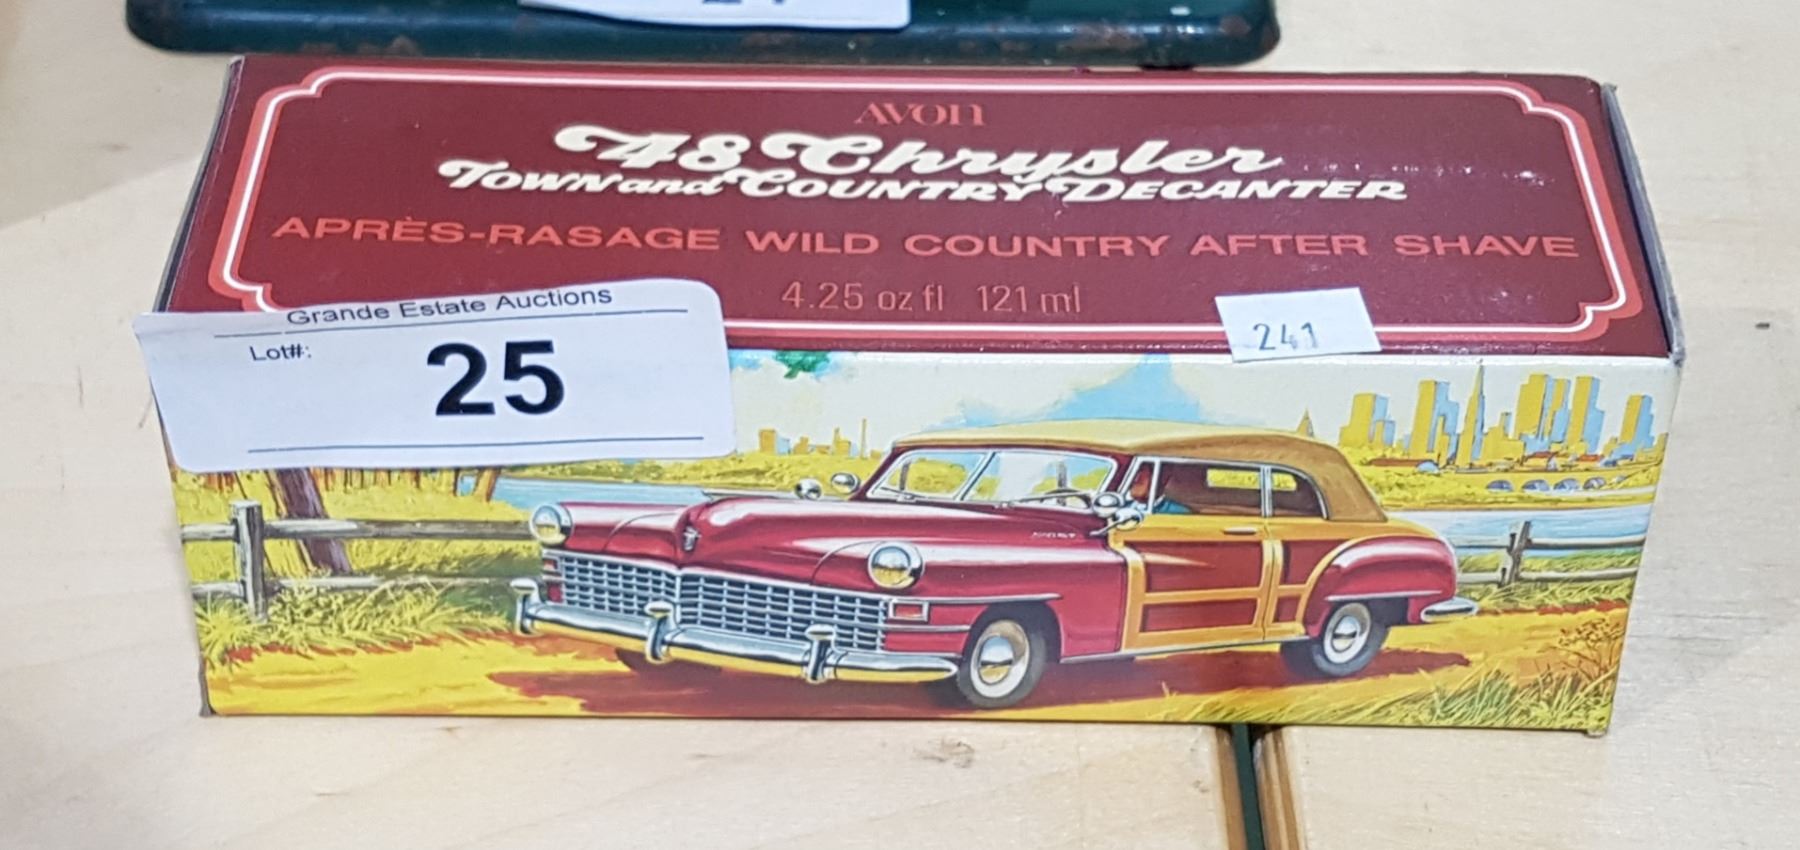 AVON
'48 Chrysler
TOWN and COUNTRY DECANTER
APRÈS-RASAGE WILD COUNTRY AFTER SHAVE
4.25 oz fl 121 ml
Grande Estate Auctions
Lot#:
25
241